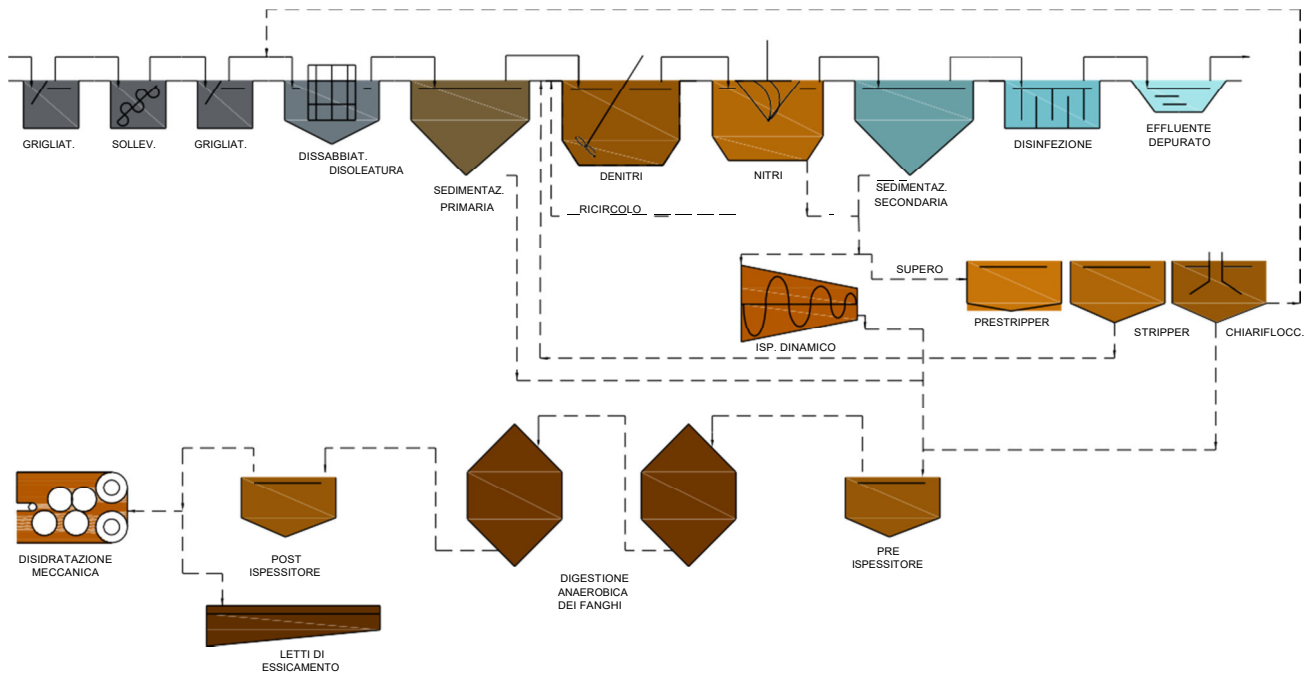 GRIGLIAT.
SOLLEV.
GRIGLIAT.
DISSABBIAT.
DISOLEATURA
SEDIMENTAZ.
PRIMARIA
DENITRI
NITRI
SEDIMENTAZ.
SECONDARIA
DISINFEZIONE
EFFLUENTE
DEPURATO
RICIRCOLO
SUPERO
PRESTRIPPER
STRIPPER
CHIARIFLOCC.
ISP. DINAMICO
DISIDRATAZIONE
MECCANICA
POST
ISPESSITORE
DIGESTIONE
ANAEROBICA
DEI FANGHI
PRE
ISPESSITORE
LETTI DI
ESSICAMENTO